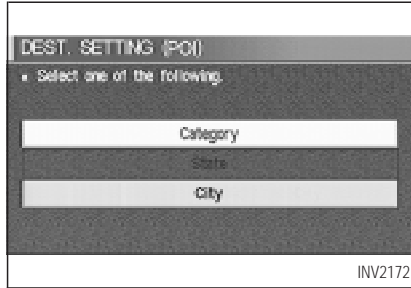 DEST. SETTING (POI)
Select one of the following.
Category
State
City
INV2172